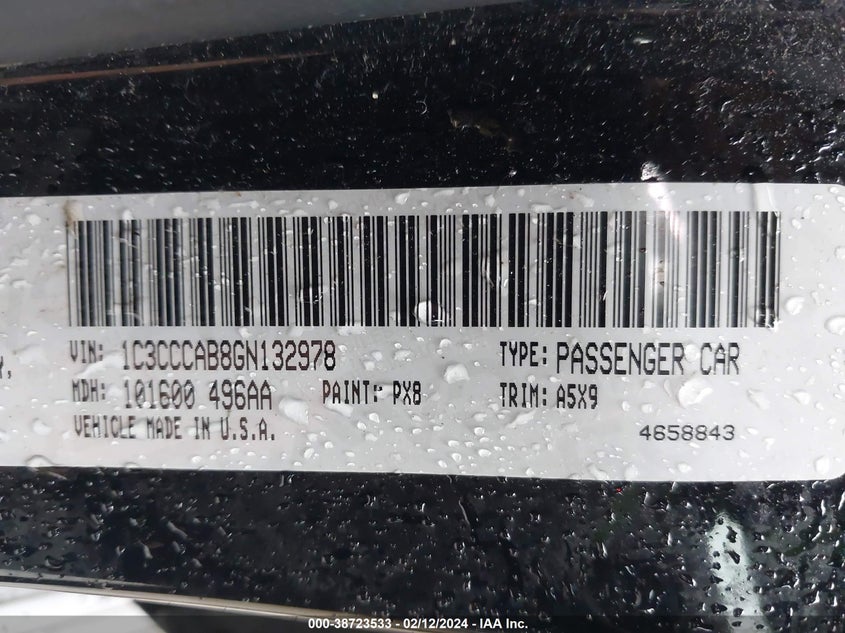 VIN: 1C3CCCAB8GN132978 TYPE: PASSENGER CAR
MDH: 101600 496AA PAINT: PX8 TRIM: A5X9
VEHICLE MADE IN U.S.A. 4658843
000-38723533 — 02/12/2024 — IAA Inc.